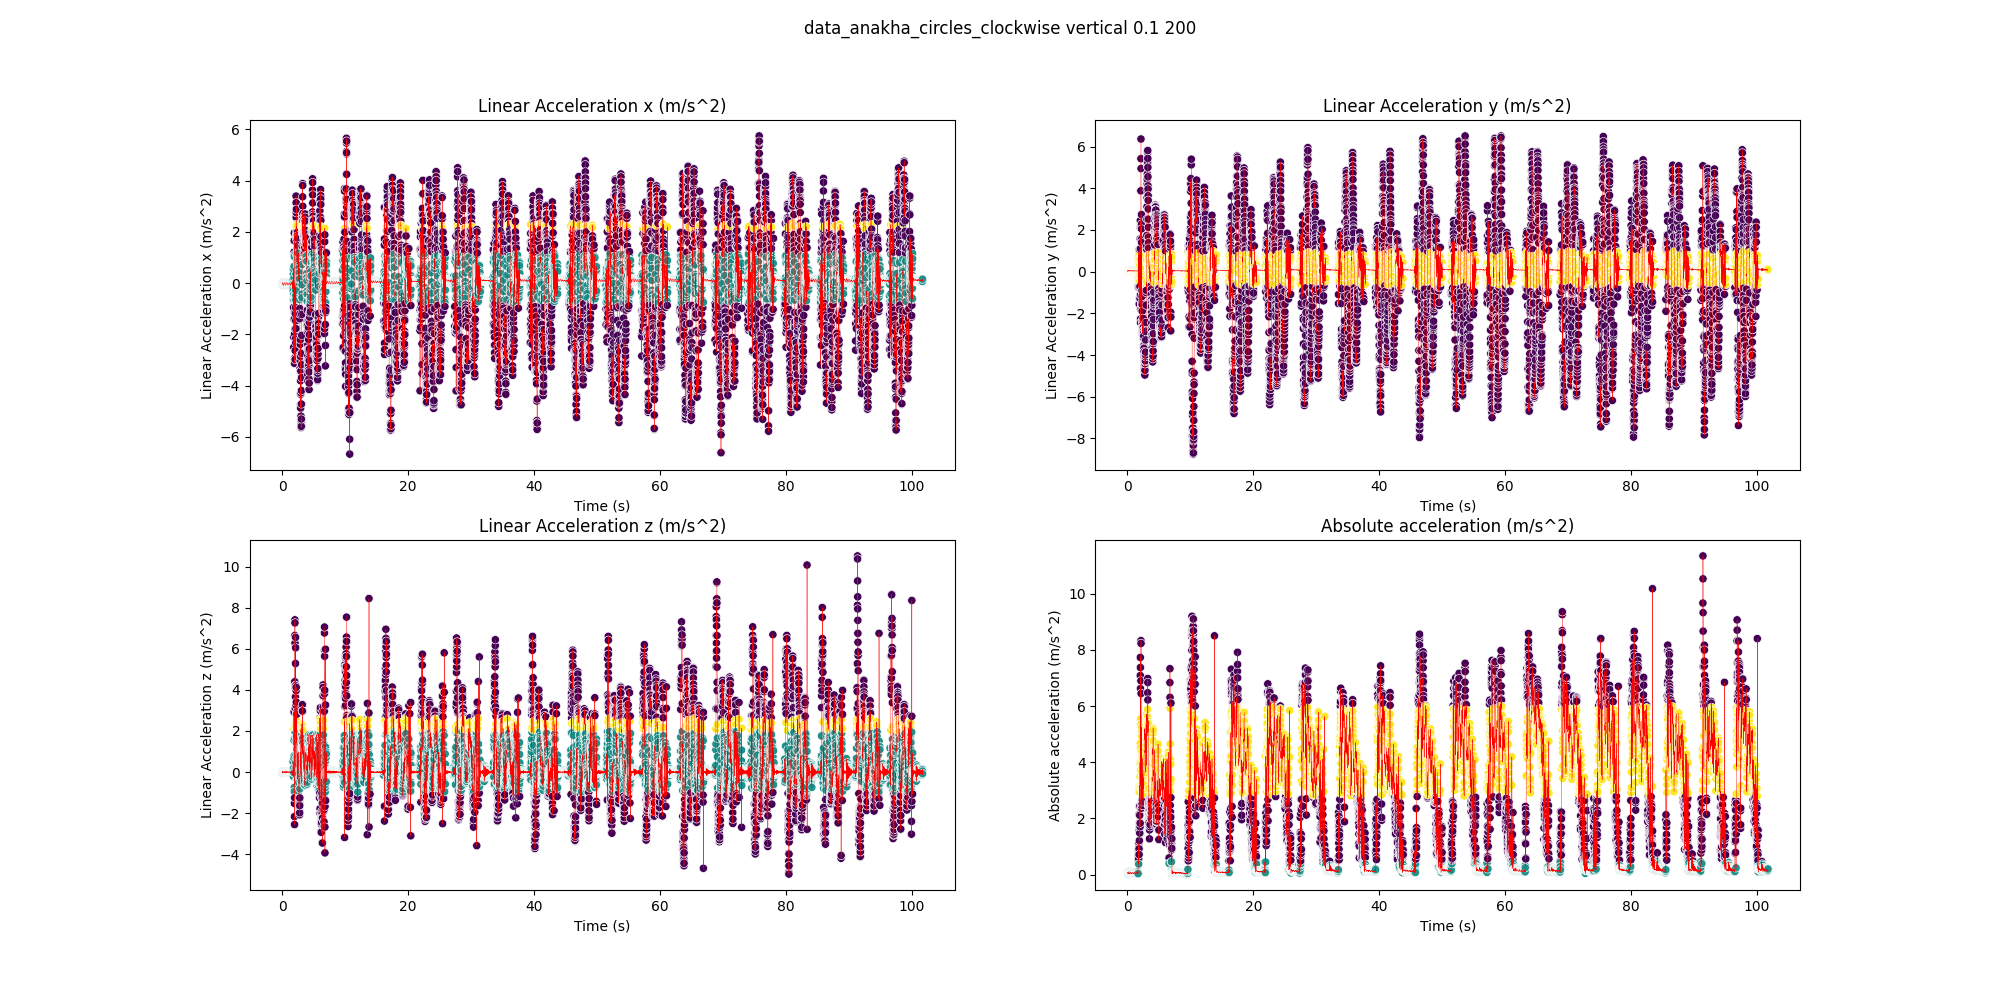 data_anakha_circles_clockwise vertical 0.1 200
Linear Acceleration x (m/s^2)
Linear Acceleration x (m/s^2)
6
4
2
0
−2
−4
−6
0 20 40 60 80 100
Time (s)
Linear Acceleration y (m/s^2)
Linear Acceleration y (m/s^2)
6
4
2
0
−2
−4
−6
−8
0 20 40 60 80 100
Time (s)
Linear Acceleration z (m/s^2)
Linear Acceleration z (m/s^2)
10
8
6
4
2
0
−2
−4
0 20 40 60 80 100
Time (s)
Absolute acceleration (m/s^2)
Absolute acceleration (m/s^2)
10
8
6
4
2
0
0 20 40 60 80 100
Time (s)